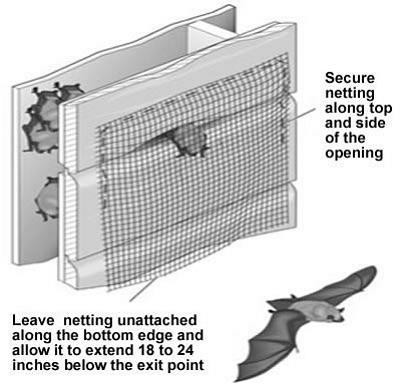 Secure
netting
along top
and side
of the
opening
Leave netting unattached
along the bottom edge and
allow it to extend 18 to 24
inches below the exit point